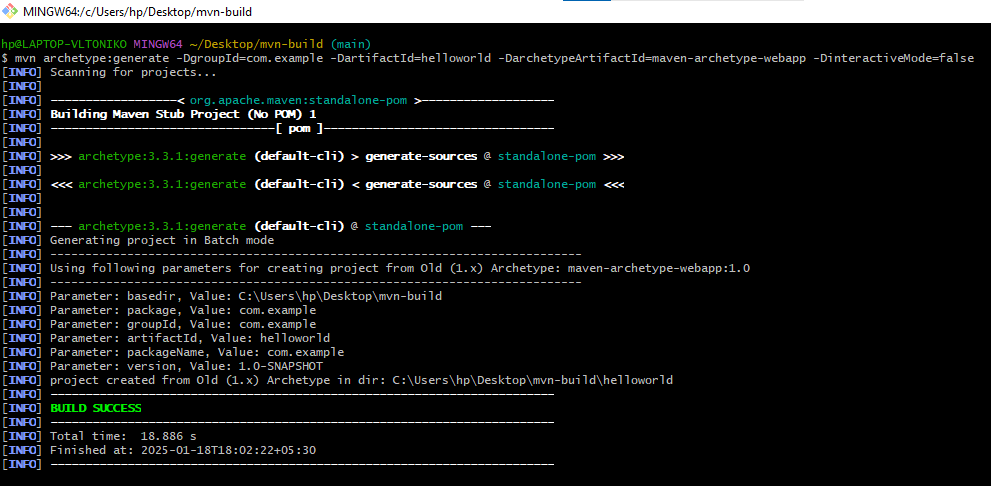 MINGW64:/c/Users/hp/Desktop/mvn-build
hp@LAPTOP-VLTONIKO MINGW64 ~/Desktop/mvn-build (main)
$ mvn archetype:generate -DgroupId=com.example -DartifactId=helloworld -DarchetypeArtifactId=maven-archetype-webapp -DinteractiveMode=false
[INFO] Scanning for projects...
[INFO]
[INFO] ------------------< org.apache.maven:standalone-pom >-------------------
[INFO] Building Maven Stub Project (No POM) 1
[INFO] --------------------------------[ pom ]---------------------------------
[INFO]
[INFO] >>> archetype:3.3.1:generate (default-cli) > generate-sources @ standalone-pom >>>
[INFO]
[INFO] <<< archetype:3.3.1:generate (default-cli) < generate-sources @ standalone-pom <<<
[INFO]
[INFO]
[INFO] --- archetype:3.3.1:generate (default-cli) @ standalone-pom ---
[INFO] Generating project in Batch mode
[INFO] ----------------------------------------------------------------------------
[INFO] Using following parameters for creating project from Old (1.x) Archetype: maven-archetype-webapp:1.0
[INFO] ----------------------------------------------------------------------------
[INFO] Parameter: basedir, Value: C:\Users\hp\Desktop\mvn-build
[INFO] Parameter: package, Value: com.example
[INFO] Parameter: groupId, Value: com.example
[INFO] Parameter: artifactId, Value: helloworld
[INFO] Parameter: packageName, Value: com.example
[INFO] Parameter: version, Value: 1.0-SNAPSHOT
[INFO] project created from Old (1.x) Archetype in dir: C:\Users\hp\Desktop\mvn-build\helloworld
[INFO] ------------------------------------------------------------------------
[INFO] BUILD SUCCESS
[INFO] ------------------------------------------------------------------------
[INFO] Total time:  18.886 s
[INFO] Finished at: 2025-01-18T18:02:22+05:30
[INFO] ------------------------------------------------------------------------